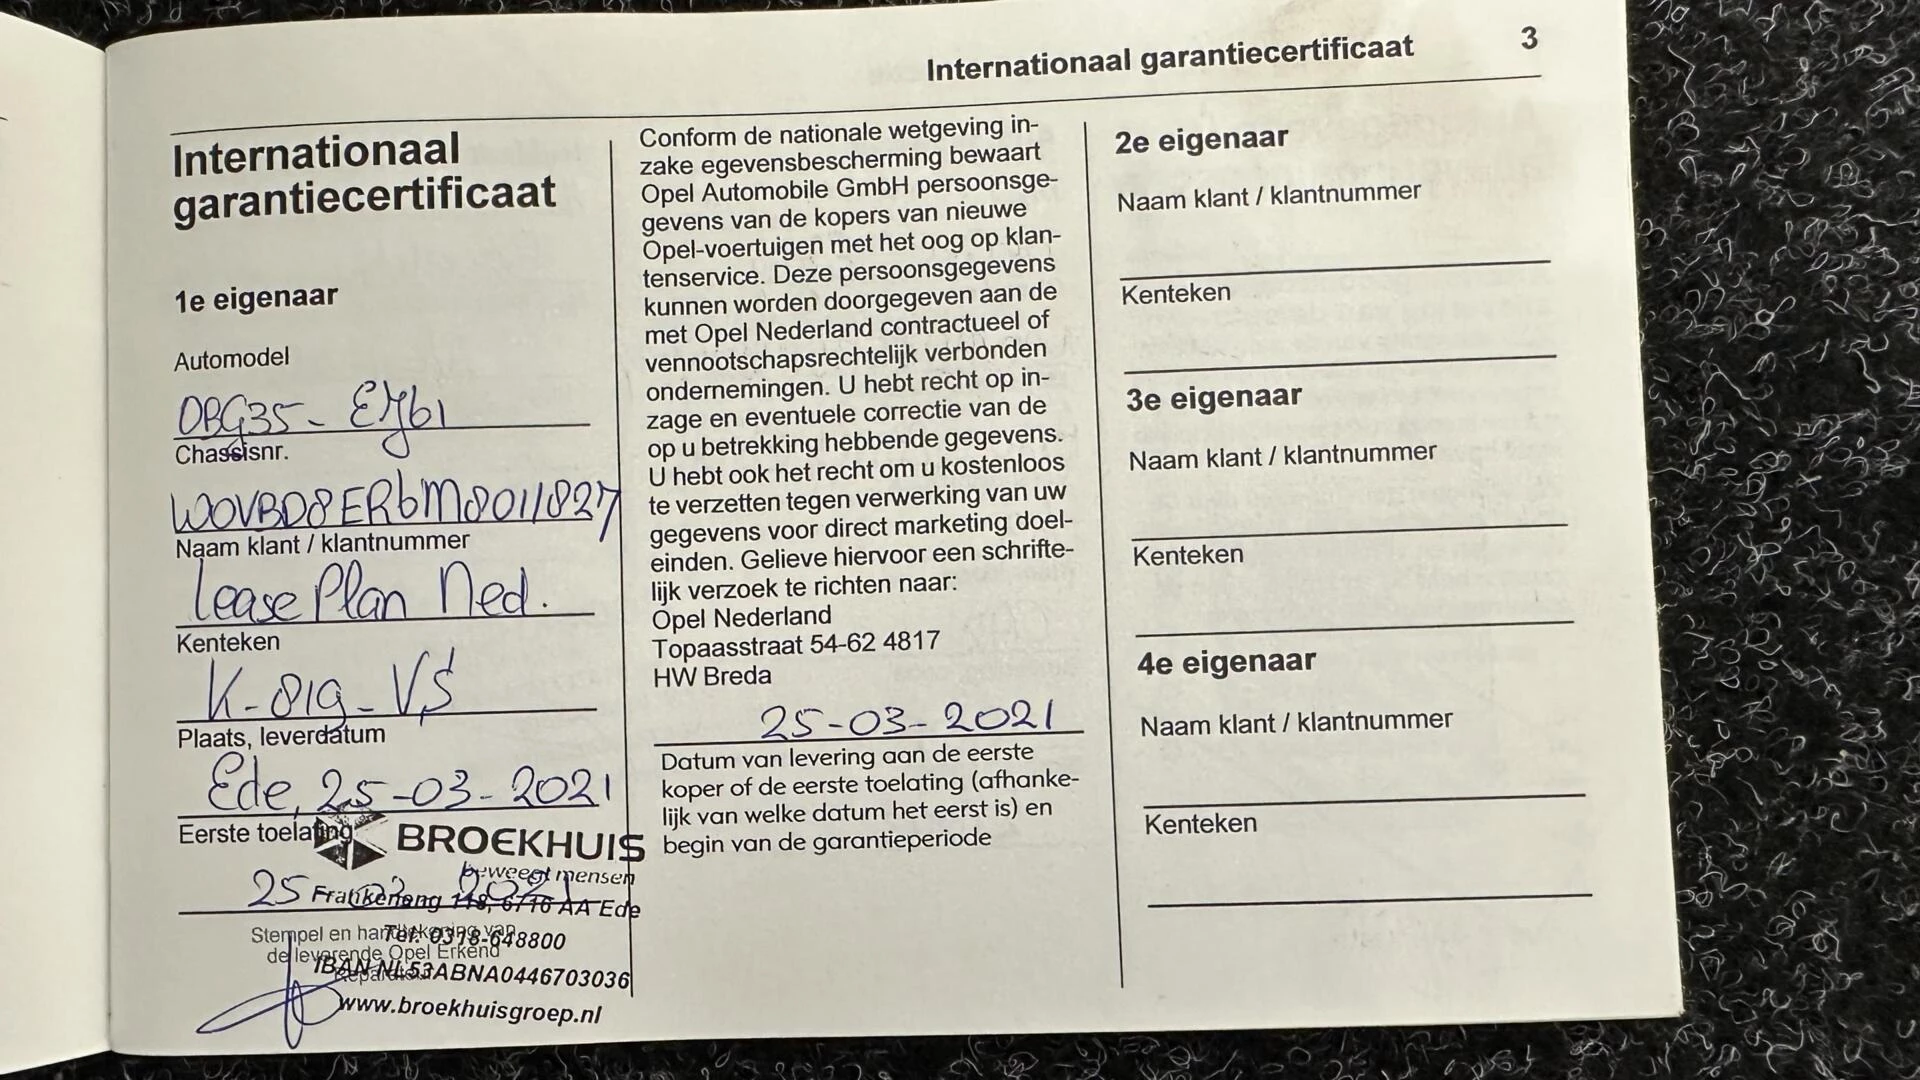 Internationaal garantiecertificaat 3
Internationaal
garantiecertificaat
1e eigenaar
Automodel
Chassisnr.
W0VBD8ER6M8011827
Naam klant / klantnummer
Lease Plan Ned.
Kenteken
K-819-VS
Plaats, leverdatum
Ede, 25-03-2021
Eerste toelating
25 2021
BROEKHUIS
beweegt mensen
Frankeneng 118, 6716 AA Ede
Stempel en handtekening van
Tel. 0318-648800
de leverende Opel Erkend
Reparateur
IBAN NL53ABNA0446703036
www.broekhuisgroep.nl
Conform de nationale wetgeving in-
zake egevensbescherming bewaart
Opel Automobile GmbH persoonsge-
gevens van de kopers van nieuwe
Opel-voertuigen met het oog op klan-
tenservice. Deze persoonsgegevens
kunnen worden doorgegeven aan de
met Opel Nederland contractueel of
vennootschapsrechtelijk verbonden
ondernemingen. U hebt recht op in-
zage en eventuele correctie van de
op u betrekking hebbende gegevens.
U hebt ook het recht om u kostenloos
te verzetten tegen verwerking van uw
gegevens voor direct marketing doel-
einden. Gelieve hiervoor een schrifte-
lijk verzoek te richten naar:
Opel Nederland
Topaasstraat 54-62 4817
HW Breda
25-03-2021
Datum van levering aan de eerste
koper of de eerste toelating (afhanke-
lijk van welke datum het eerst is) en
begin van de garantieperiode
2e eigenaar
Naam klant / klantnummer
Kenteken
3e eigenaar
Naam klant / klantnummer
Kenteken
4e eigenaar
Naam klant / klantnummer
Kenteken